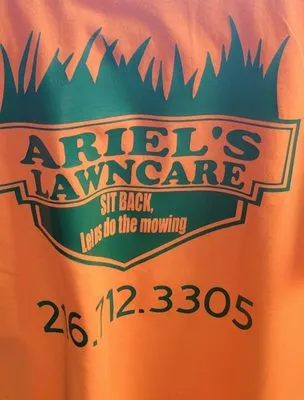 ARIEL'S
LAWNCARE
SIT BACK,
Let us do the mowing
216.712.3305